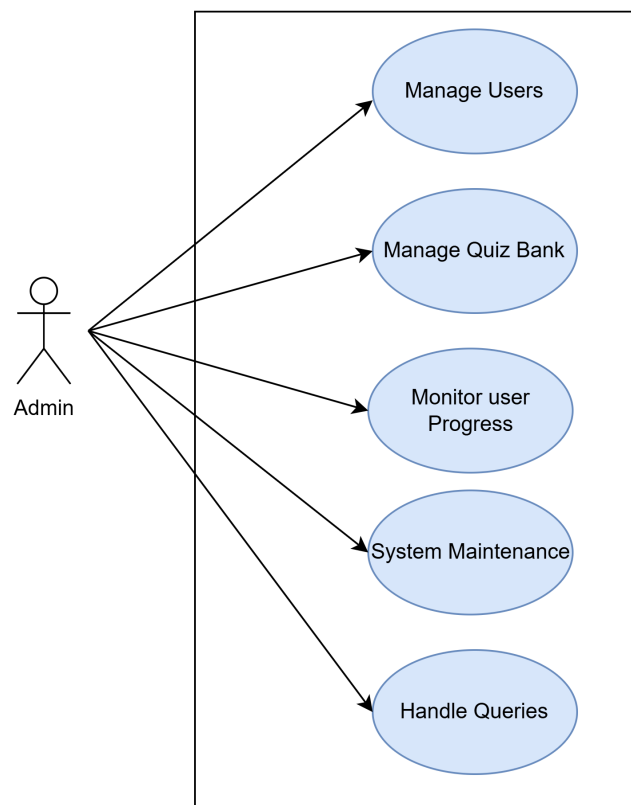 Manage Users
Manage Quiz Bank
Admin
Monitor user
Progress
System Maintenance
Handle Queries